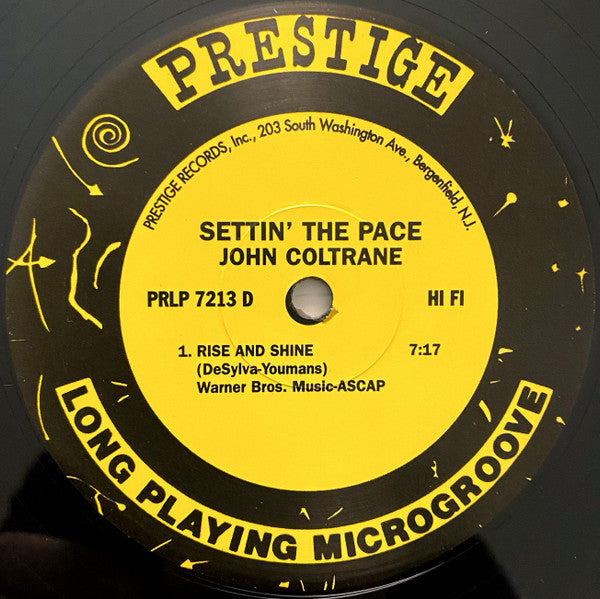 PRESTIGE
PRESTIGE RECORDS, Inc., 203 South Washington Ave., Bergenfield, N.J.
SETTIN' THE PACE
JOHN COLTRANE
PRLP 7213 D HI FI
1. RISE AND SHINE 7:17
(DeSylva-Youmans)
Warner Bros. Music-ASCAP
LONG PLAYING MICROGROOVE